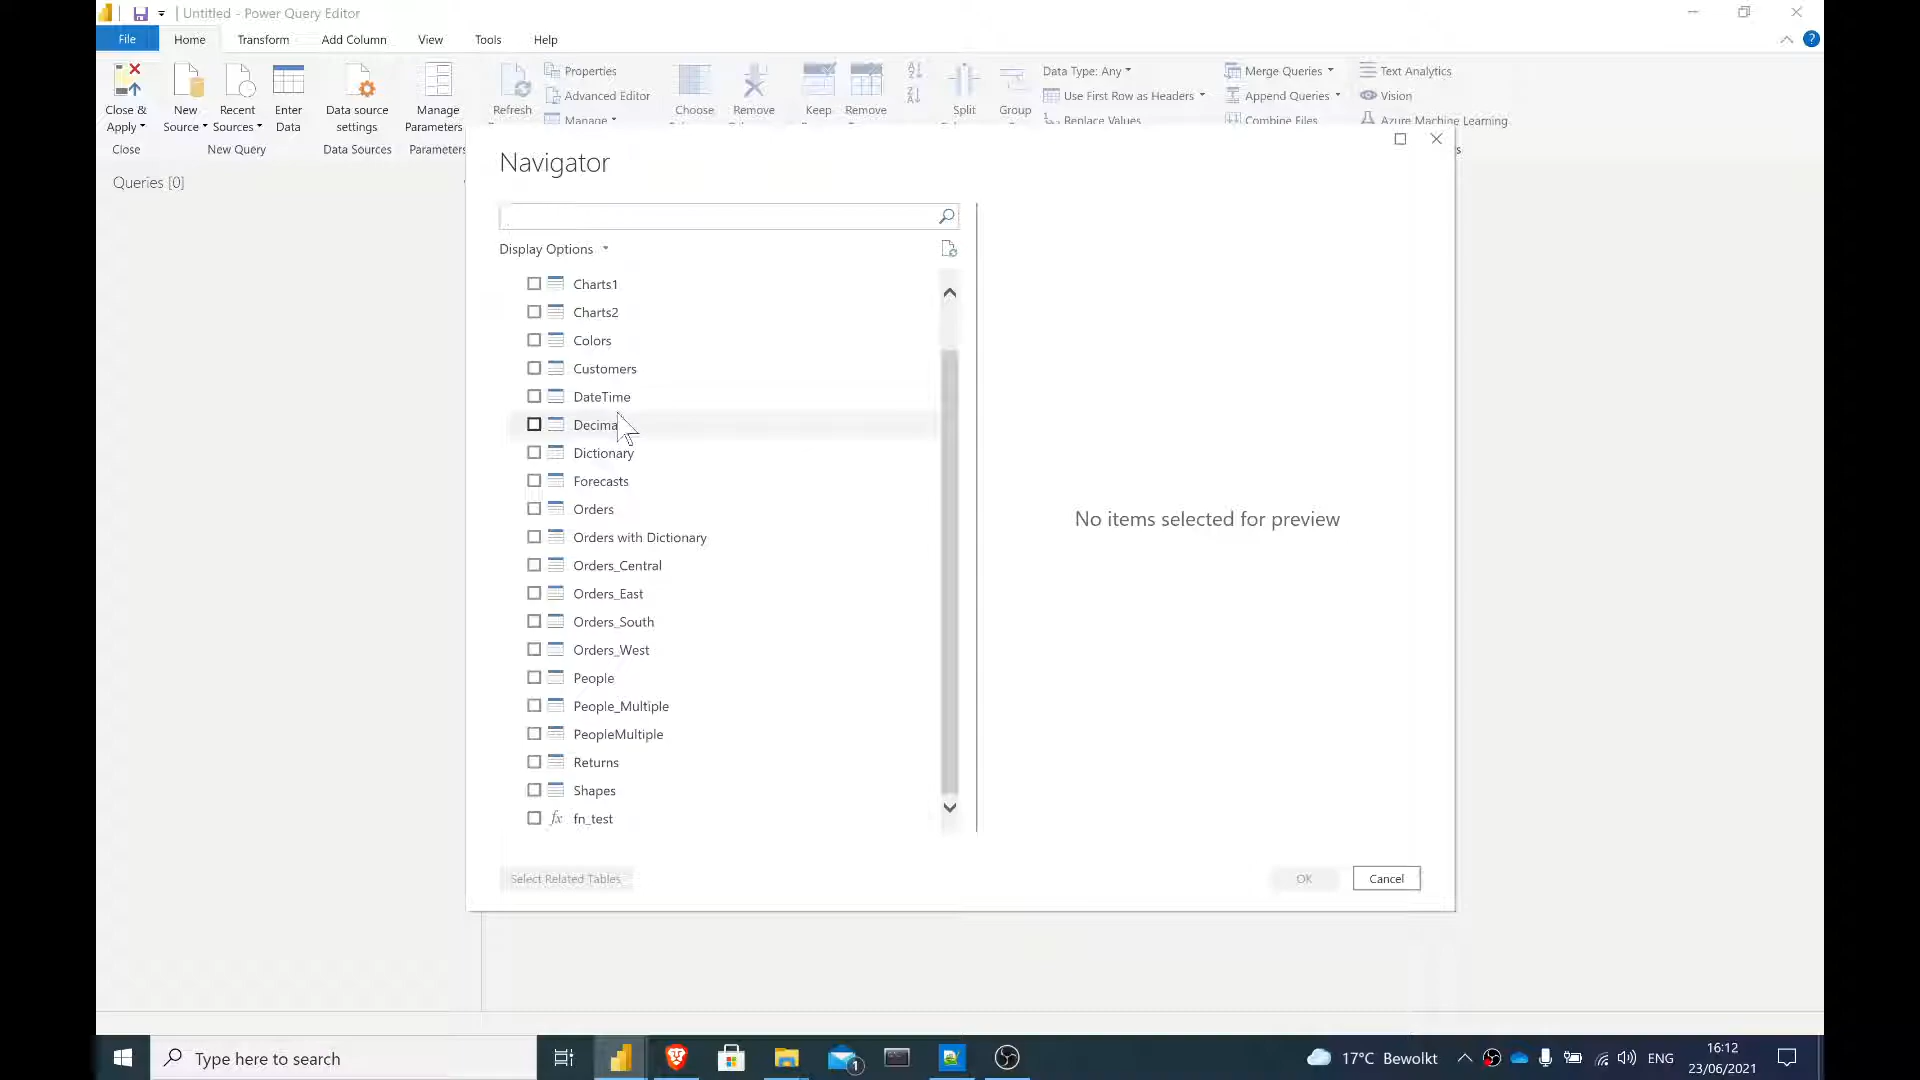 Untitled - Power Query Editor
File Home Transform Add Column View Tools Help
Close & Apply
New Source
Recent Sources
Enter Data
Data source settings
Manage Parameters
Refresh
Properties
Advanced Editor
Manage
Choose
Remove
Keep
Remove
Split
Group
Data Type: Any
Use First Row as Headers
Replace Values
Merge Queries
Append Queries
Combine Files
Text Analytics
Vision
Azure Machine Learning
Close
New Query
Data Sources
Parameters
s
Queries [0]
Navigator
Display Options
Charts1
Charts2
Colors
Customers
DateTime
Decima
Dictionary
Forecasts
Orders
Orders with Dictionary
Orders_Central
Orders_East
Orders_South
Orders_West
People
People_Multiple
PeopleMultiple
Returns
Shapes
fx fn_test
No items selected for preview
Select Related Tables
OK
Cancel
Type here to search
1
17°C Bewolkt
ENG
16:12
23/06/2021